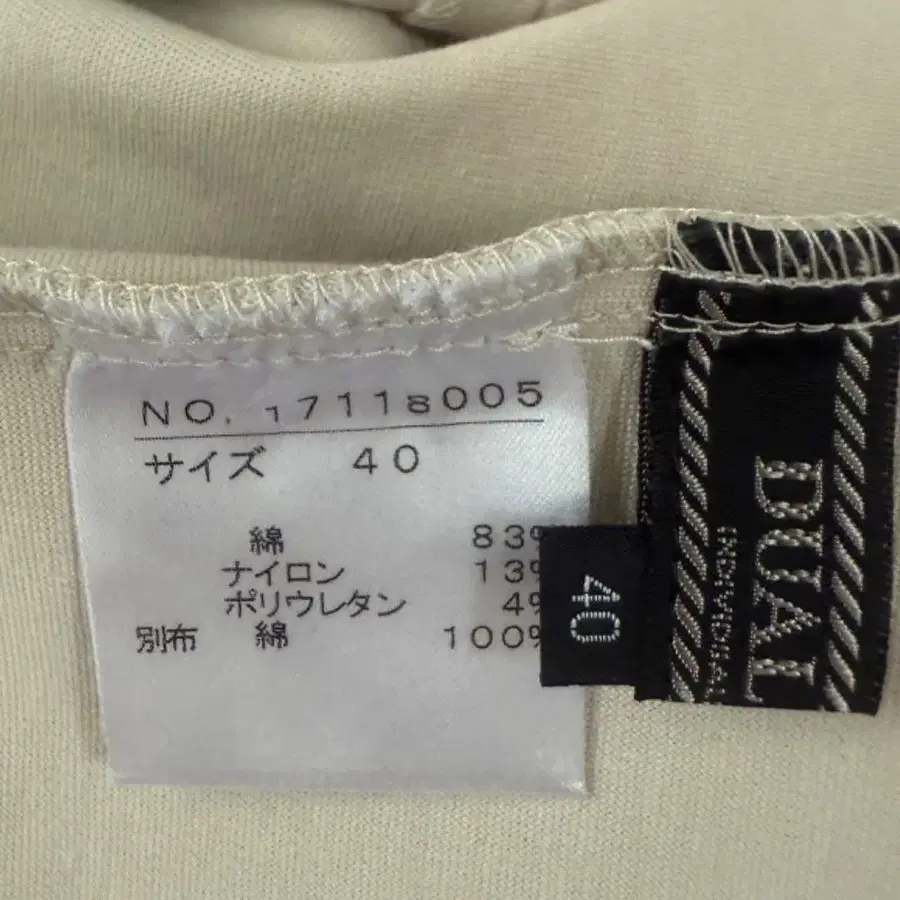 NO. 17118005
サイズ 40
綿 83%
ナイロン 13%
ポリウレタン 4%
別布 綿 100%
40
DUAL